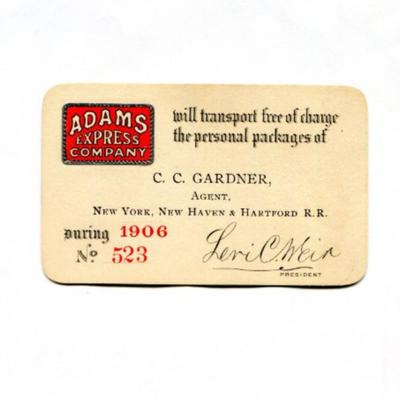 ADAMS
EXPRESS
COMPANY
will transport free of charge
the personal packages of
C. C. GARDNER,
AGENT,
NEW YORK, NEW HAVEN & HARTFORD R.R.
During 1906
No. 523
Levi C. Weir
PRESIDENT